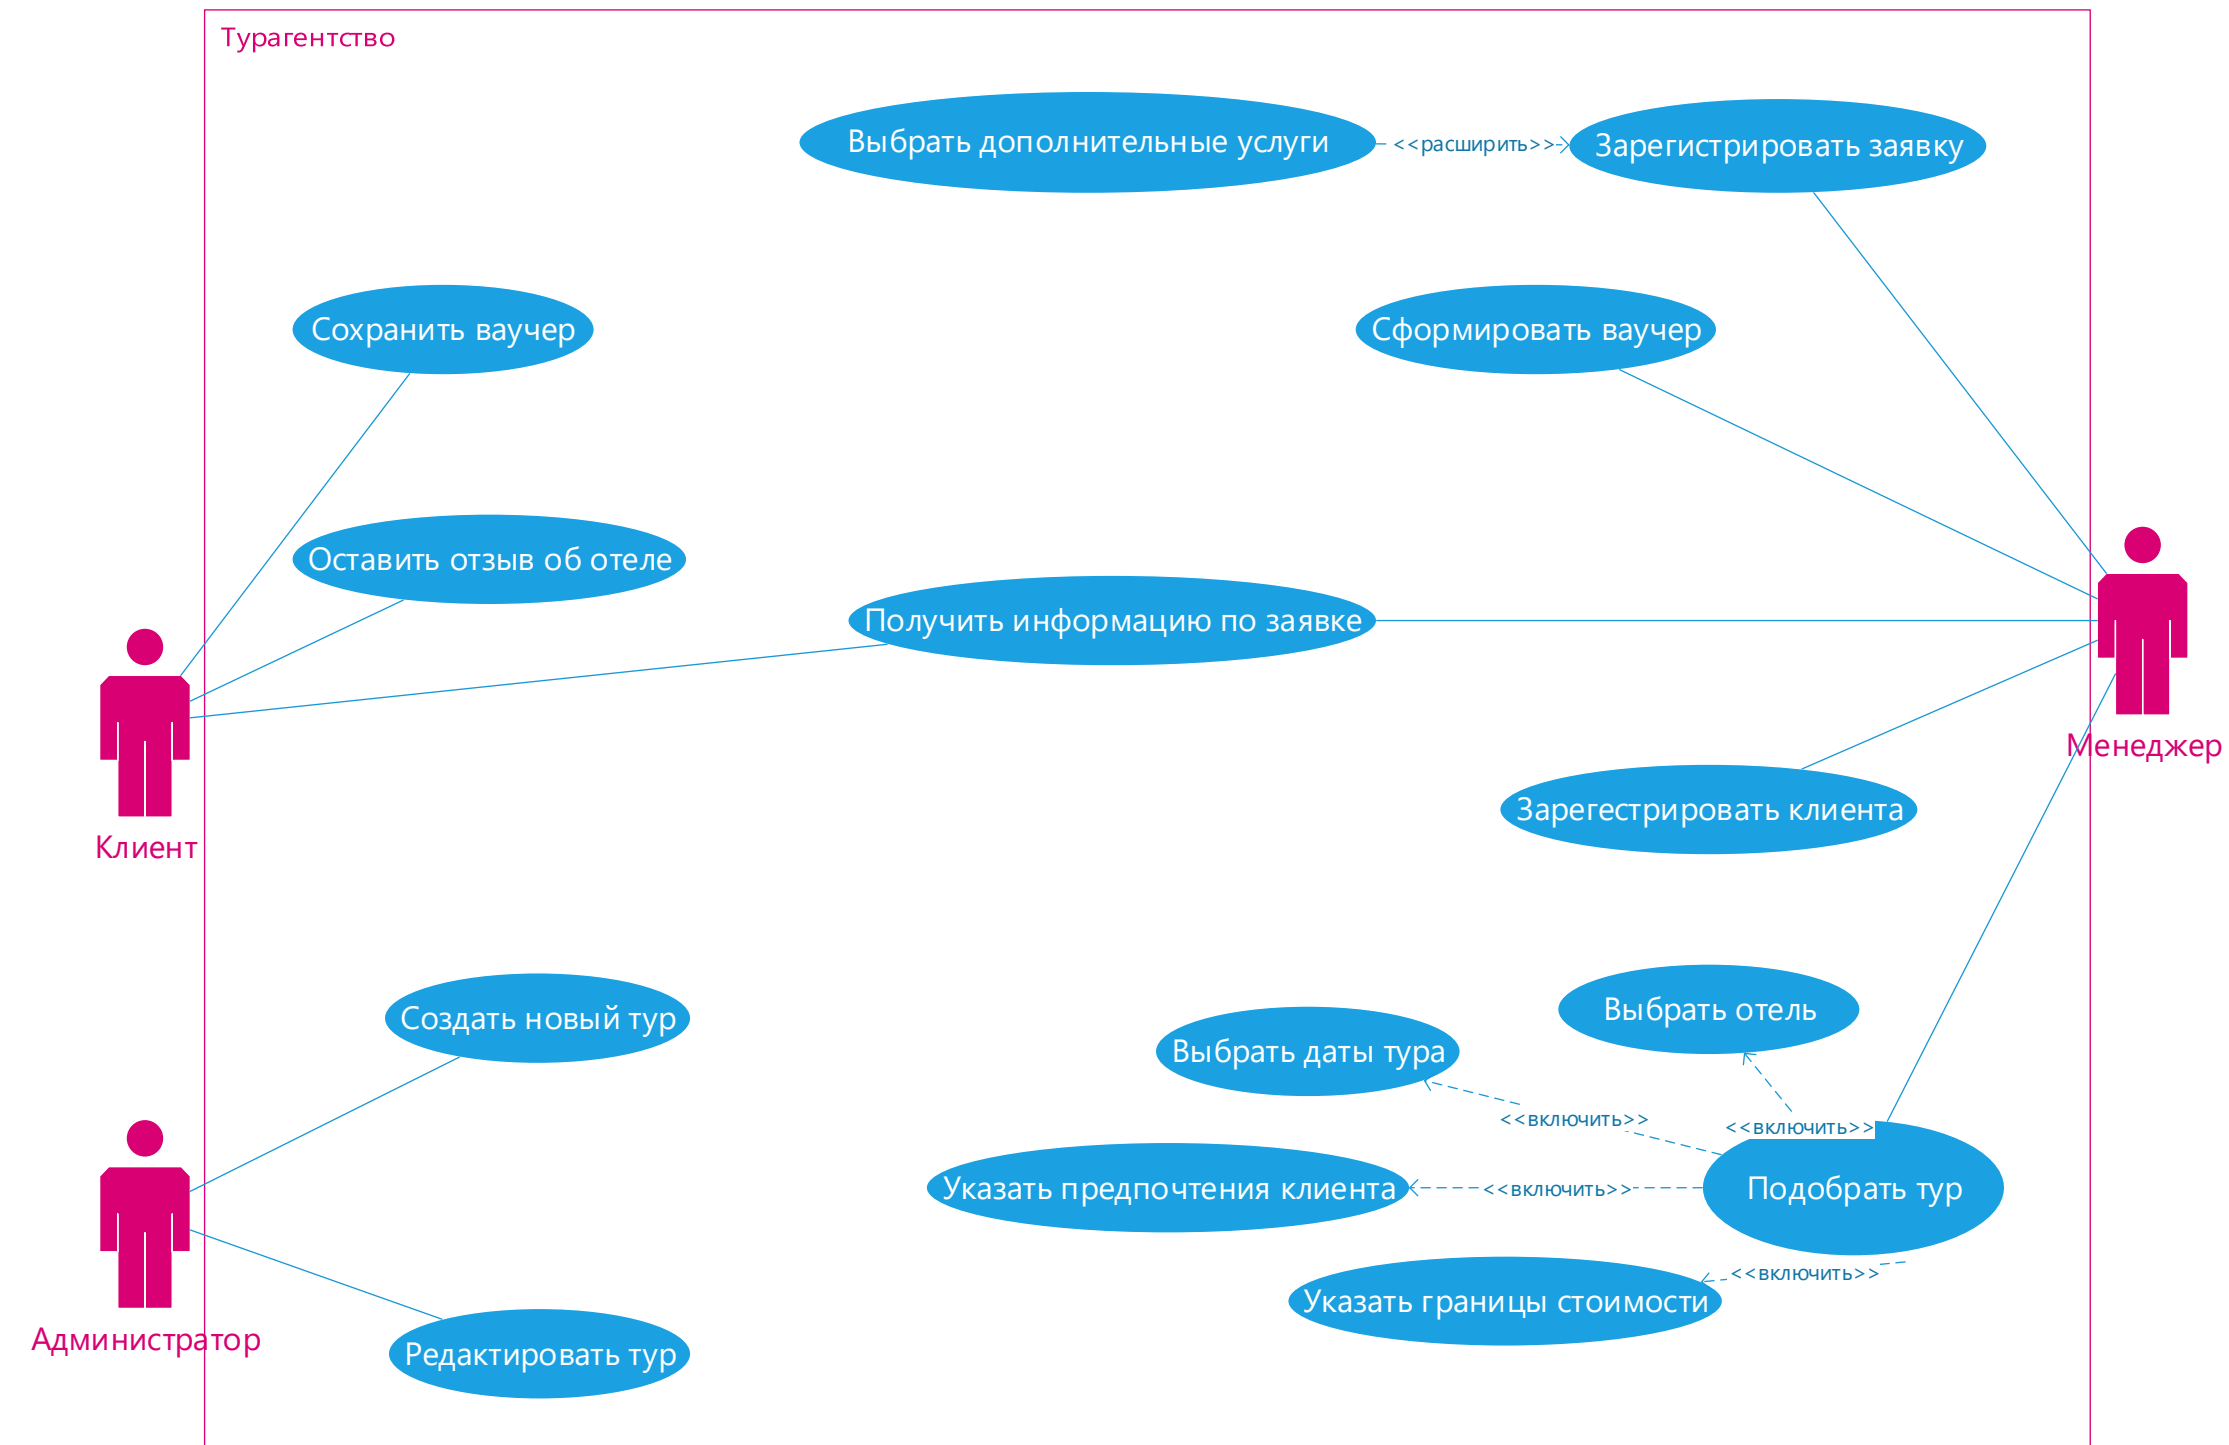 Турагентство
Выбрать дополнительные услуги
<<расширить>>
Зарегистрировать заявку
Сохранить ваучер
Сформировать ваучер
Оставить отзыв об отеле
Получить информацию по заявке
Менеджер
Зарегестрировать клиента
Клиент
Создать новый тур
Выбрать отель
Выбрать даты тура
<<включить>>
<<включить>>
Указать предпочтения клиента
<<включить>>
Подобрать тур
<<включить>>
Указать границы стоимости
Администратор
Редактировать тур